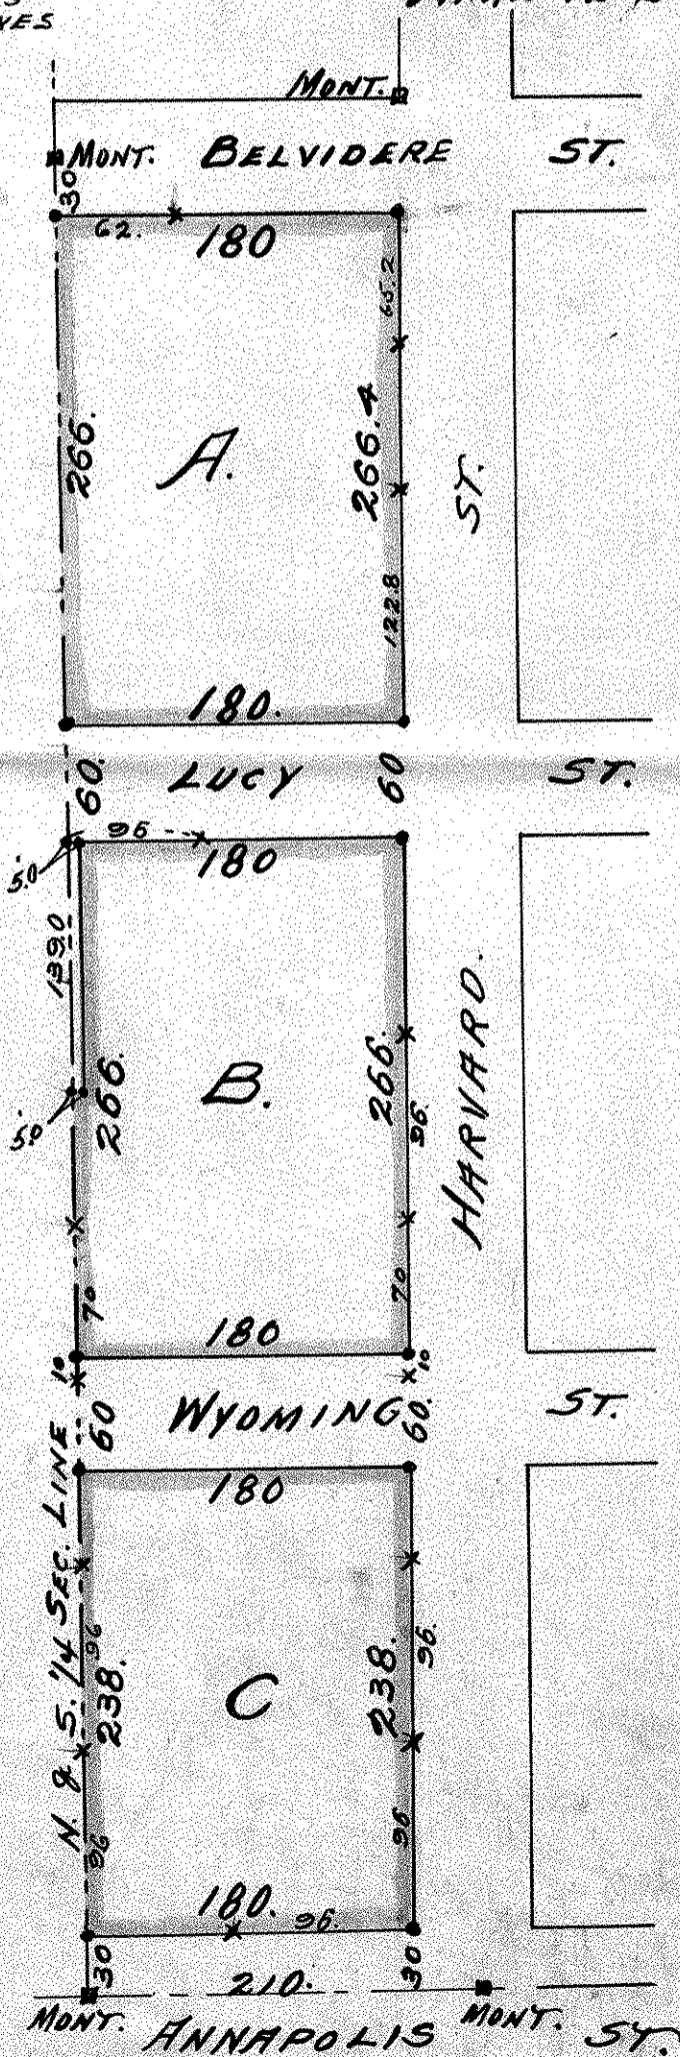 MONT.
MONT. BELVIDERE ST.
30
62.
180
65.2
266.
266.4
A.
ST.
122.8
180.
60. LUCY 60 ST.
95
180
5.0
139.0
B.
266.
266.
96.
HARVARD.
5.0
70
70
180
10
10
60 WYOMING 60. ST.
180
N. & S. 1/4 SEC. LINE
96
238.
C
238.
96.
96
96
180.
96.
30
30
210.
MONT.
MONT.
ANNAPOLIS ST.